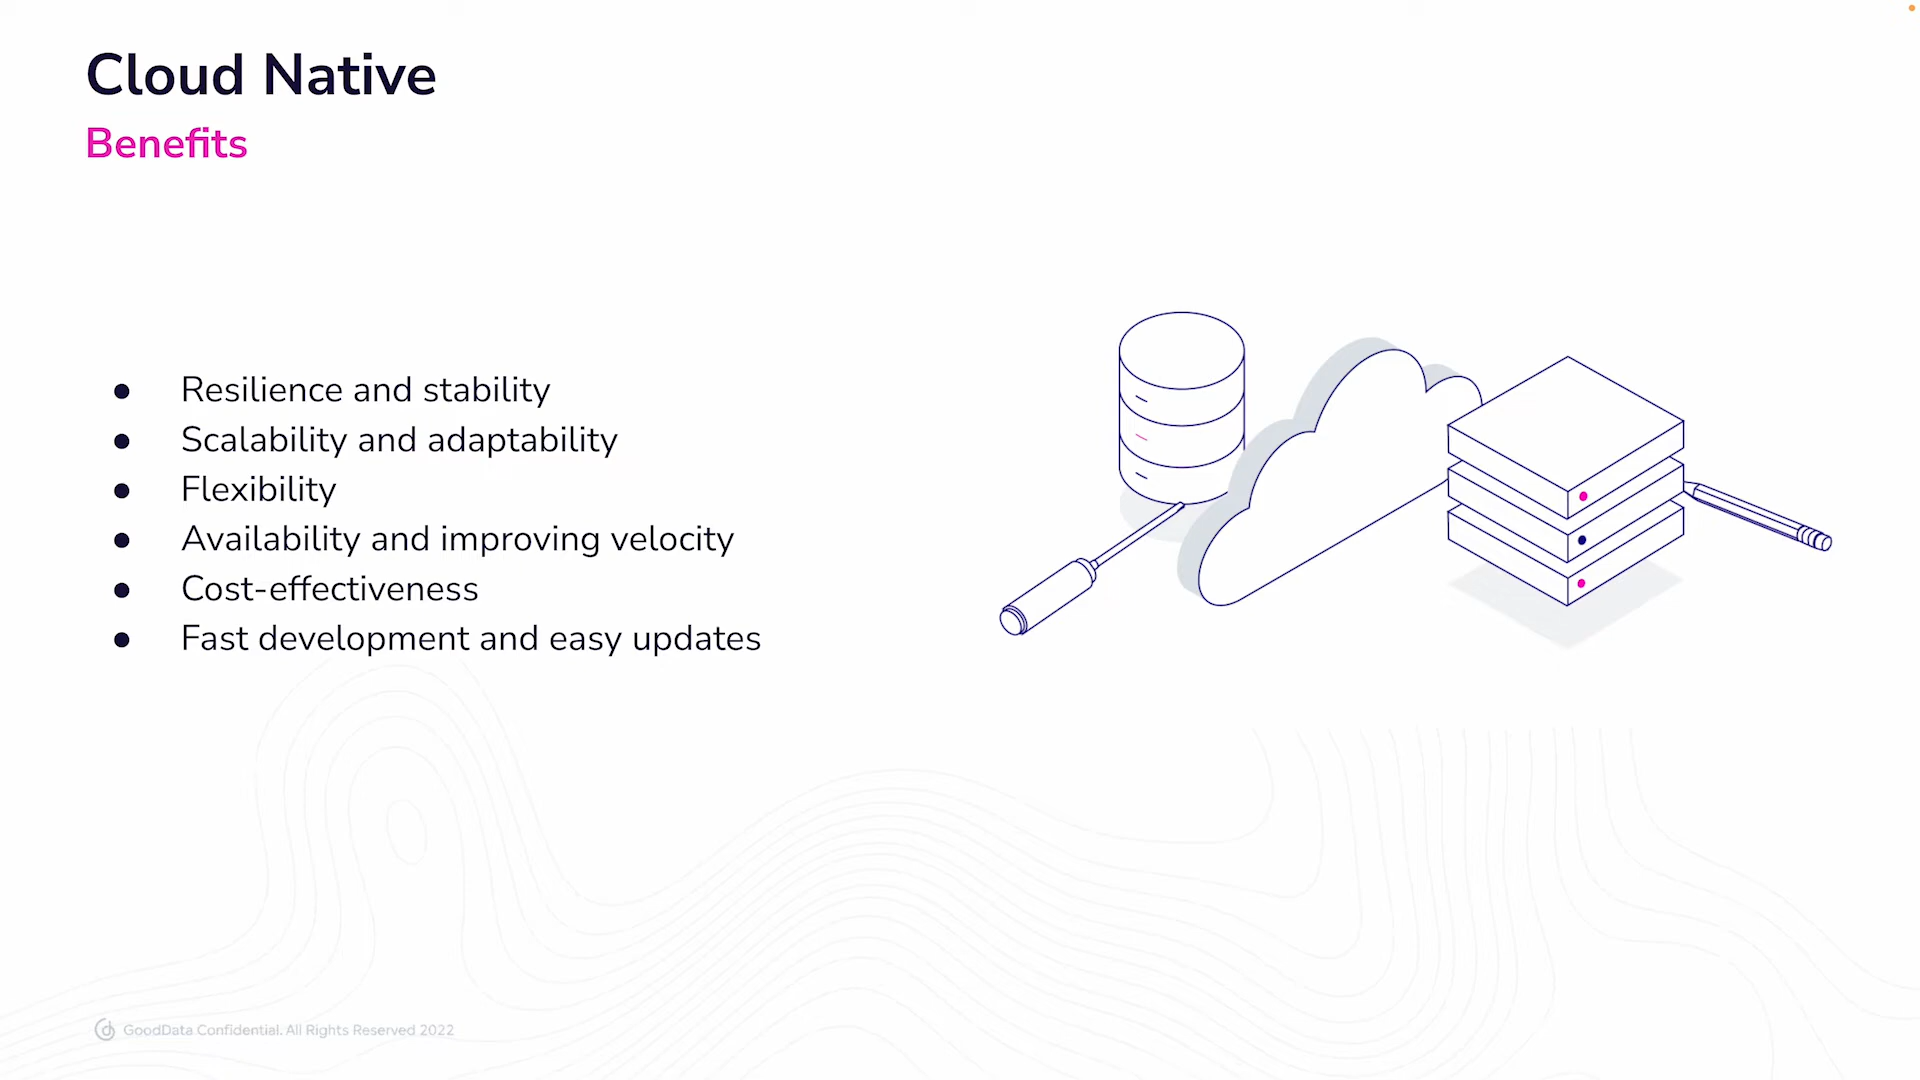 Cloud Native
Benefits
● Resilience and stability
● Scalability and adaptability
● Flexibility
● Availability and improving velocity
● Cost-effectiveness
● Fast development and easy updates
GoodData Confidential. All Rights Reserved 2022